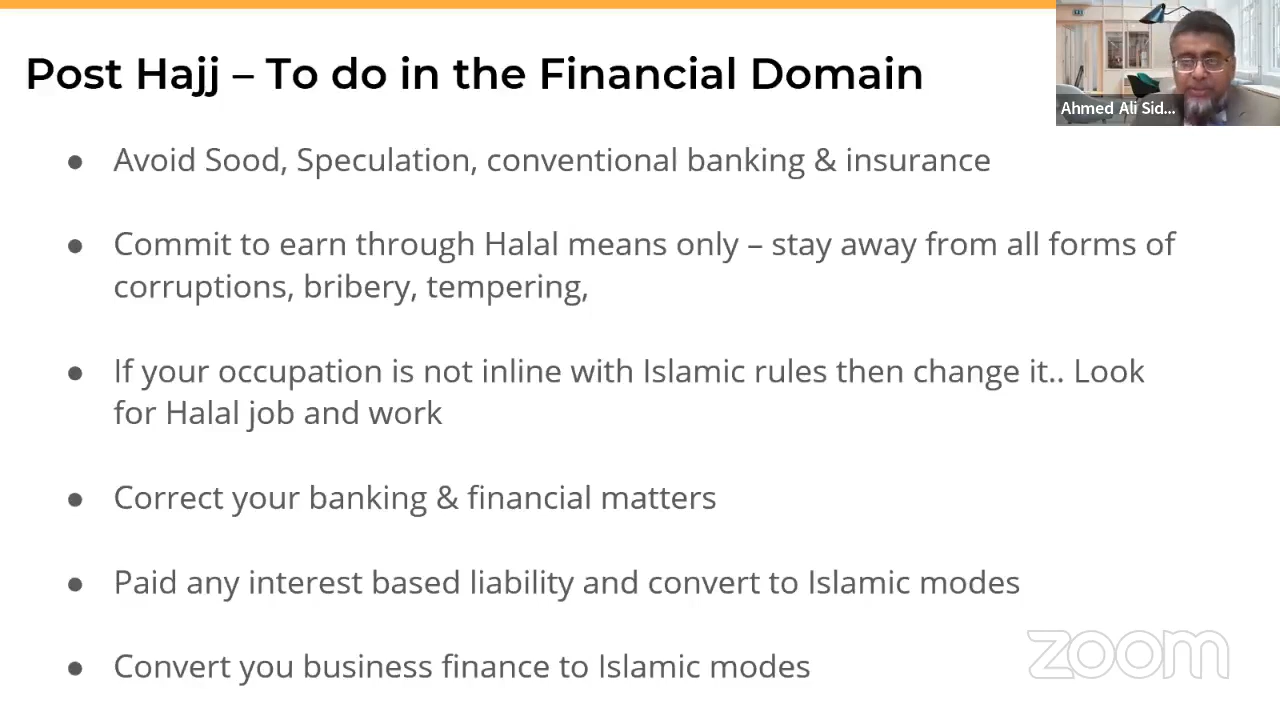 Post Hajj – To do in the Financial Domain
Ahmed Ali Sid...
● Avoid Sood, Speculation, conventional banking & insurance
● Commit to earn through Halal means only – stay away from all forms of
corruptions, bribery, tempering,
● If your occupation is not inline with Islamic rules then change it.. Look
for Halal job and work
● Correct your banking & financial matters
● Paid any interest based liability and convert to Islamic modes
● Convert you business finance to Islamic modes
zoom